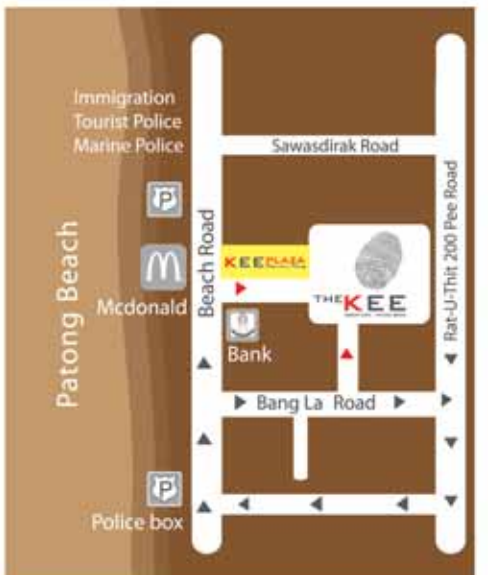 Immigration
Tourist Police
Marine Police
Sawasdirak Road
P
Beach Road
Rat-U-Thit 200 Pee Road
Patong Beach
KEE PLAZA
THE KEE
Mcdonald
Bank
Bang La Road
P
Police box